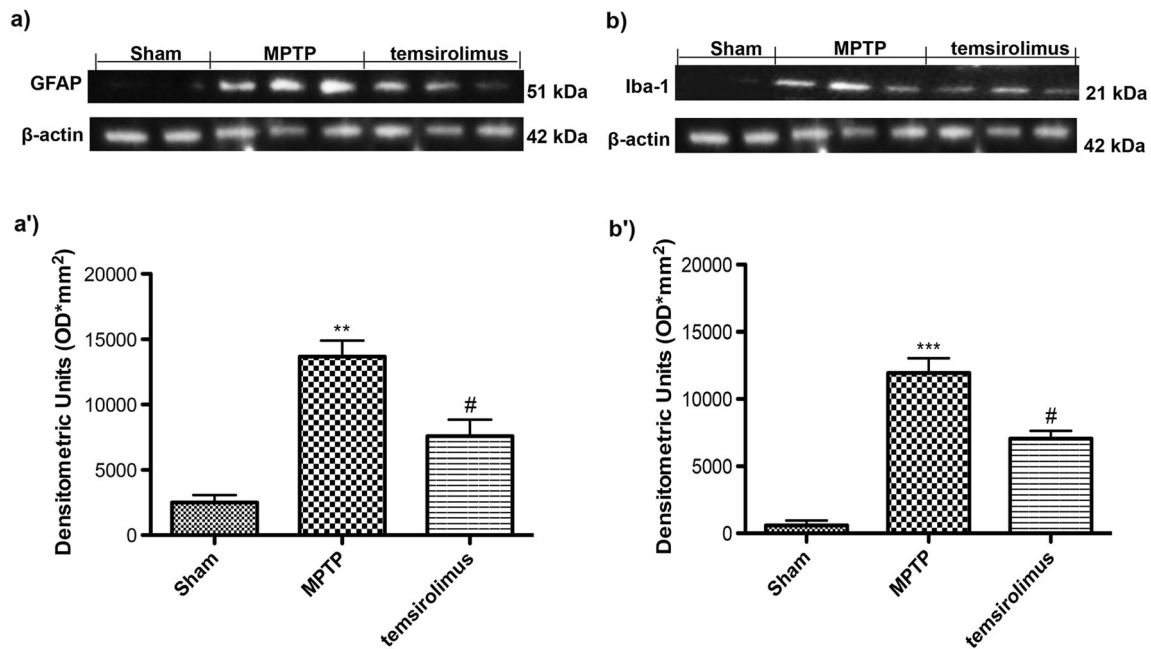 a)
Sham MPTP temsirolimus
GFAP 51 kDa
β-actin 42 kDa
b)
Sham MPTP temsirolimus
Iba-1 21 kDa
β-actin 42 kDa
a')
Densitometric Units (OD*mm²)
20000
15000
10000
5000
0
**
#
Sham
MPTP
temsirolimus
b')
Densitometric Units (OD*mm²)
20000
15000
10000
5000
0
***
#
Sham
MPTP
temsirolimus